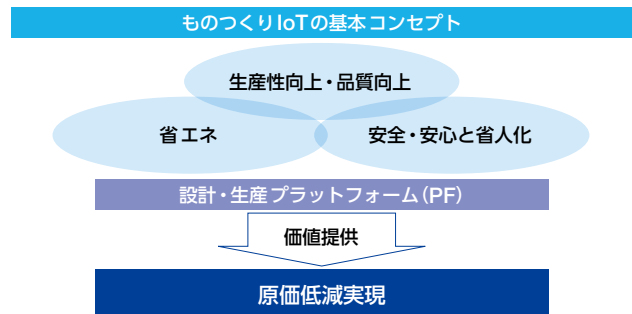 ものつくりIoTの基本コンセプト
生産性向上・品質向上
省エネ
安全・安心と省人化
設計・生産プラットフォーム(PF)
価値提供
原価低減実現